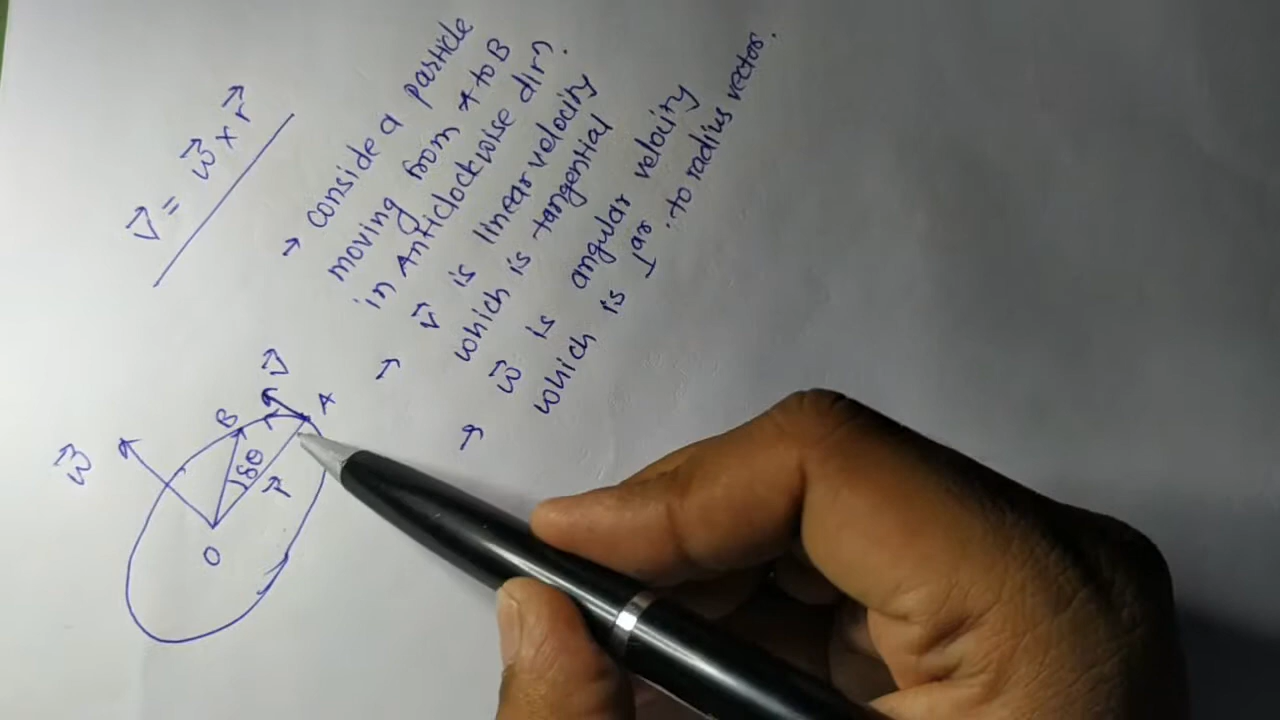 v⃗ = w⃗ × r⃗
→ conside a particle
moving from A to B
in Anticlockwise dirn.
→ v⃗ is linear velocity
which is tangential
→ w⃗ is angular velocity
which is ⊥ar. to radius vector.
w⃗
B
v⃗
A
δθ
r⃗
O